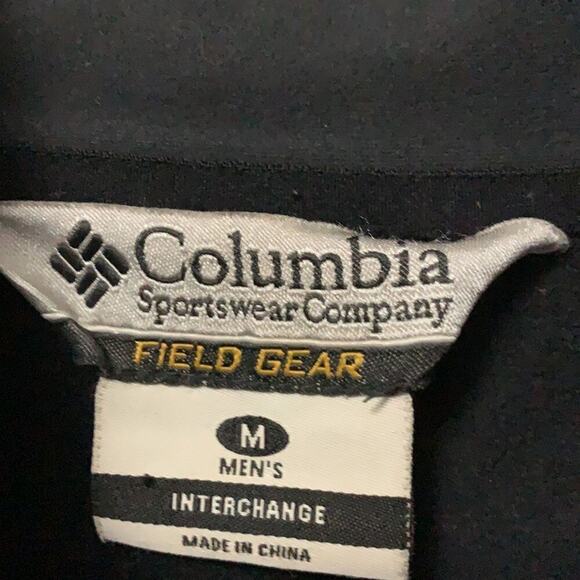 Columbia
Sportswear Company
FIELD GEAR
M
MEN'S
INTERCHANGE
MADE IN CHINA